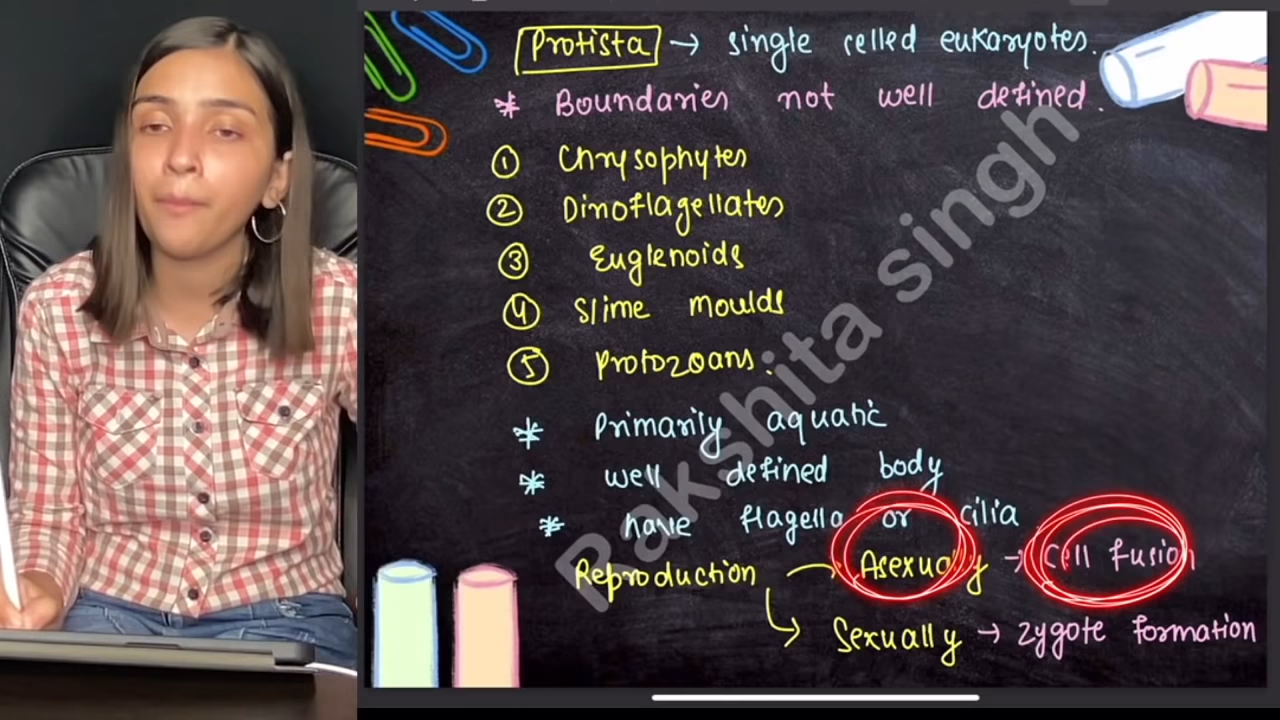 Protista → single celled eukaryotes.
* Boundaries not well defined.
① Chrysophytes
② Dinoflagellates
③ Euglenoids
④ Slime moulds
⑤ Protozoans.
* Primarily aquatic
* well defined body
* have flagella or cilia
Reproduction → Asexually → Cell fusion
→ Sexually → zygote formation
Rakshita singh